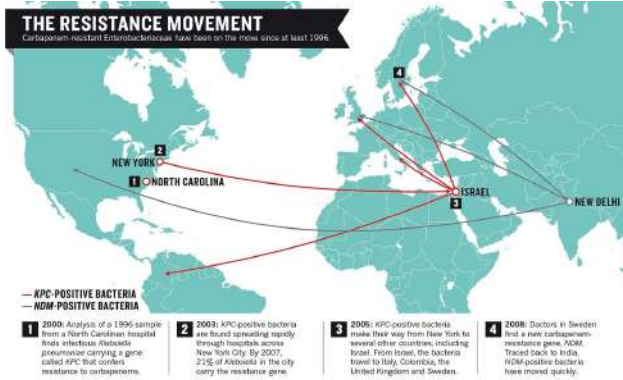 THE RESISTANCE MOVEMENT
Carbapenem-resistant Enterobacteriaceae have been on the move since at least 1996.
4
2
NEW YORK
1 NORTH CAROLINA
ISRAEL
3
NEW DELHI
— KPC-POSITIVE BACTERIA
— NDM-POSITIVE BACTERIA
1
2000: Analysis of a 1996 sample
from a North Carolinan hospital
finds infectious Klebsiella
pneumoniae carrying a gene
called KPC that confers
resistance to carbapenems.
2
2003: KPC-positive bacteria
are found spreading rapidly
through hospitals across
New York City. By 2007,
21% of Klebsiella in the city
carry the resistance gene.
3
2005: KPC-positive bacteria
make their way from New York to
several other countries, including
Israel. From Israel, the bacteria
travel to Italy, Colombia, the
United Kingdom and Sweden.
4
2008: Doctors in Sweden
find a new carbapenem-
resistance gene, NDM.
Traced back to India,
NDM-positive bacteria
have moved quickly.